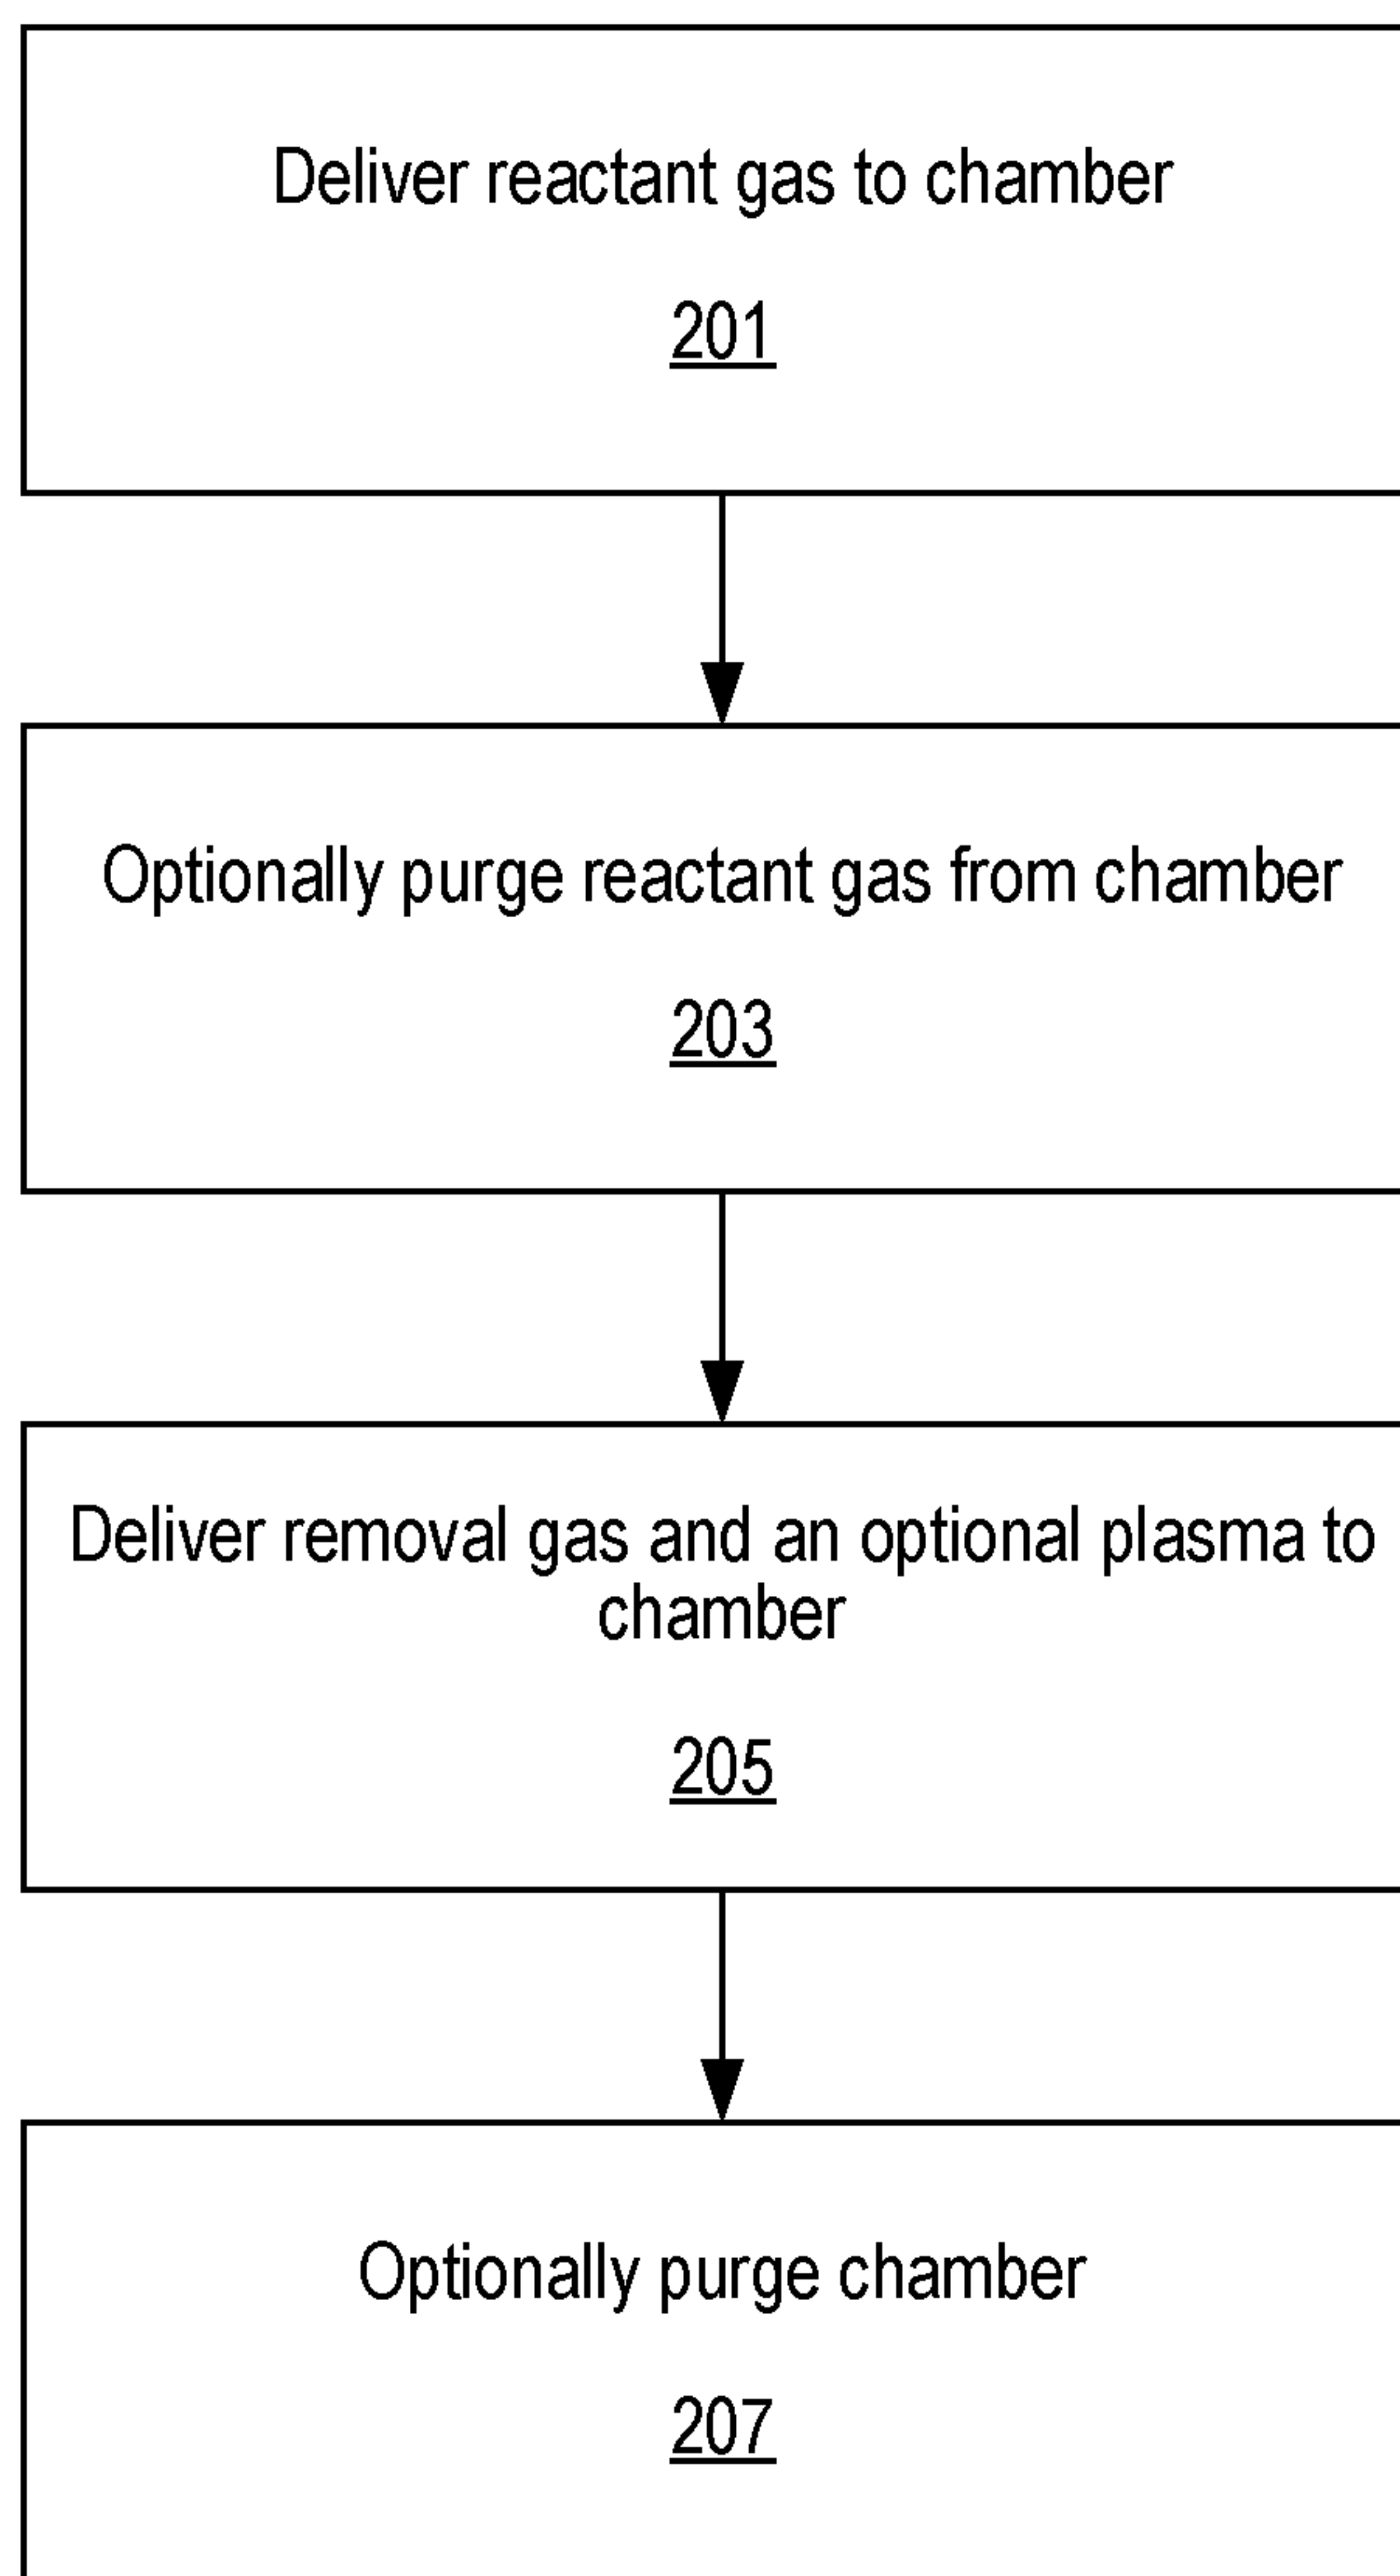 Deliver reactant gas to chamber
201
Optionally purge reactant gas from chamber
203
Deliver removal gas and an optional plasma to
chamber
205
Optionally purge chamber
207